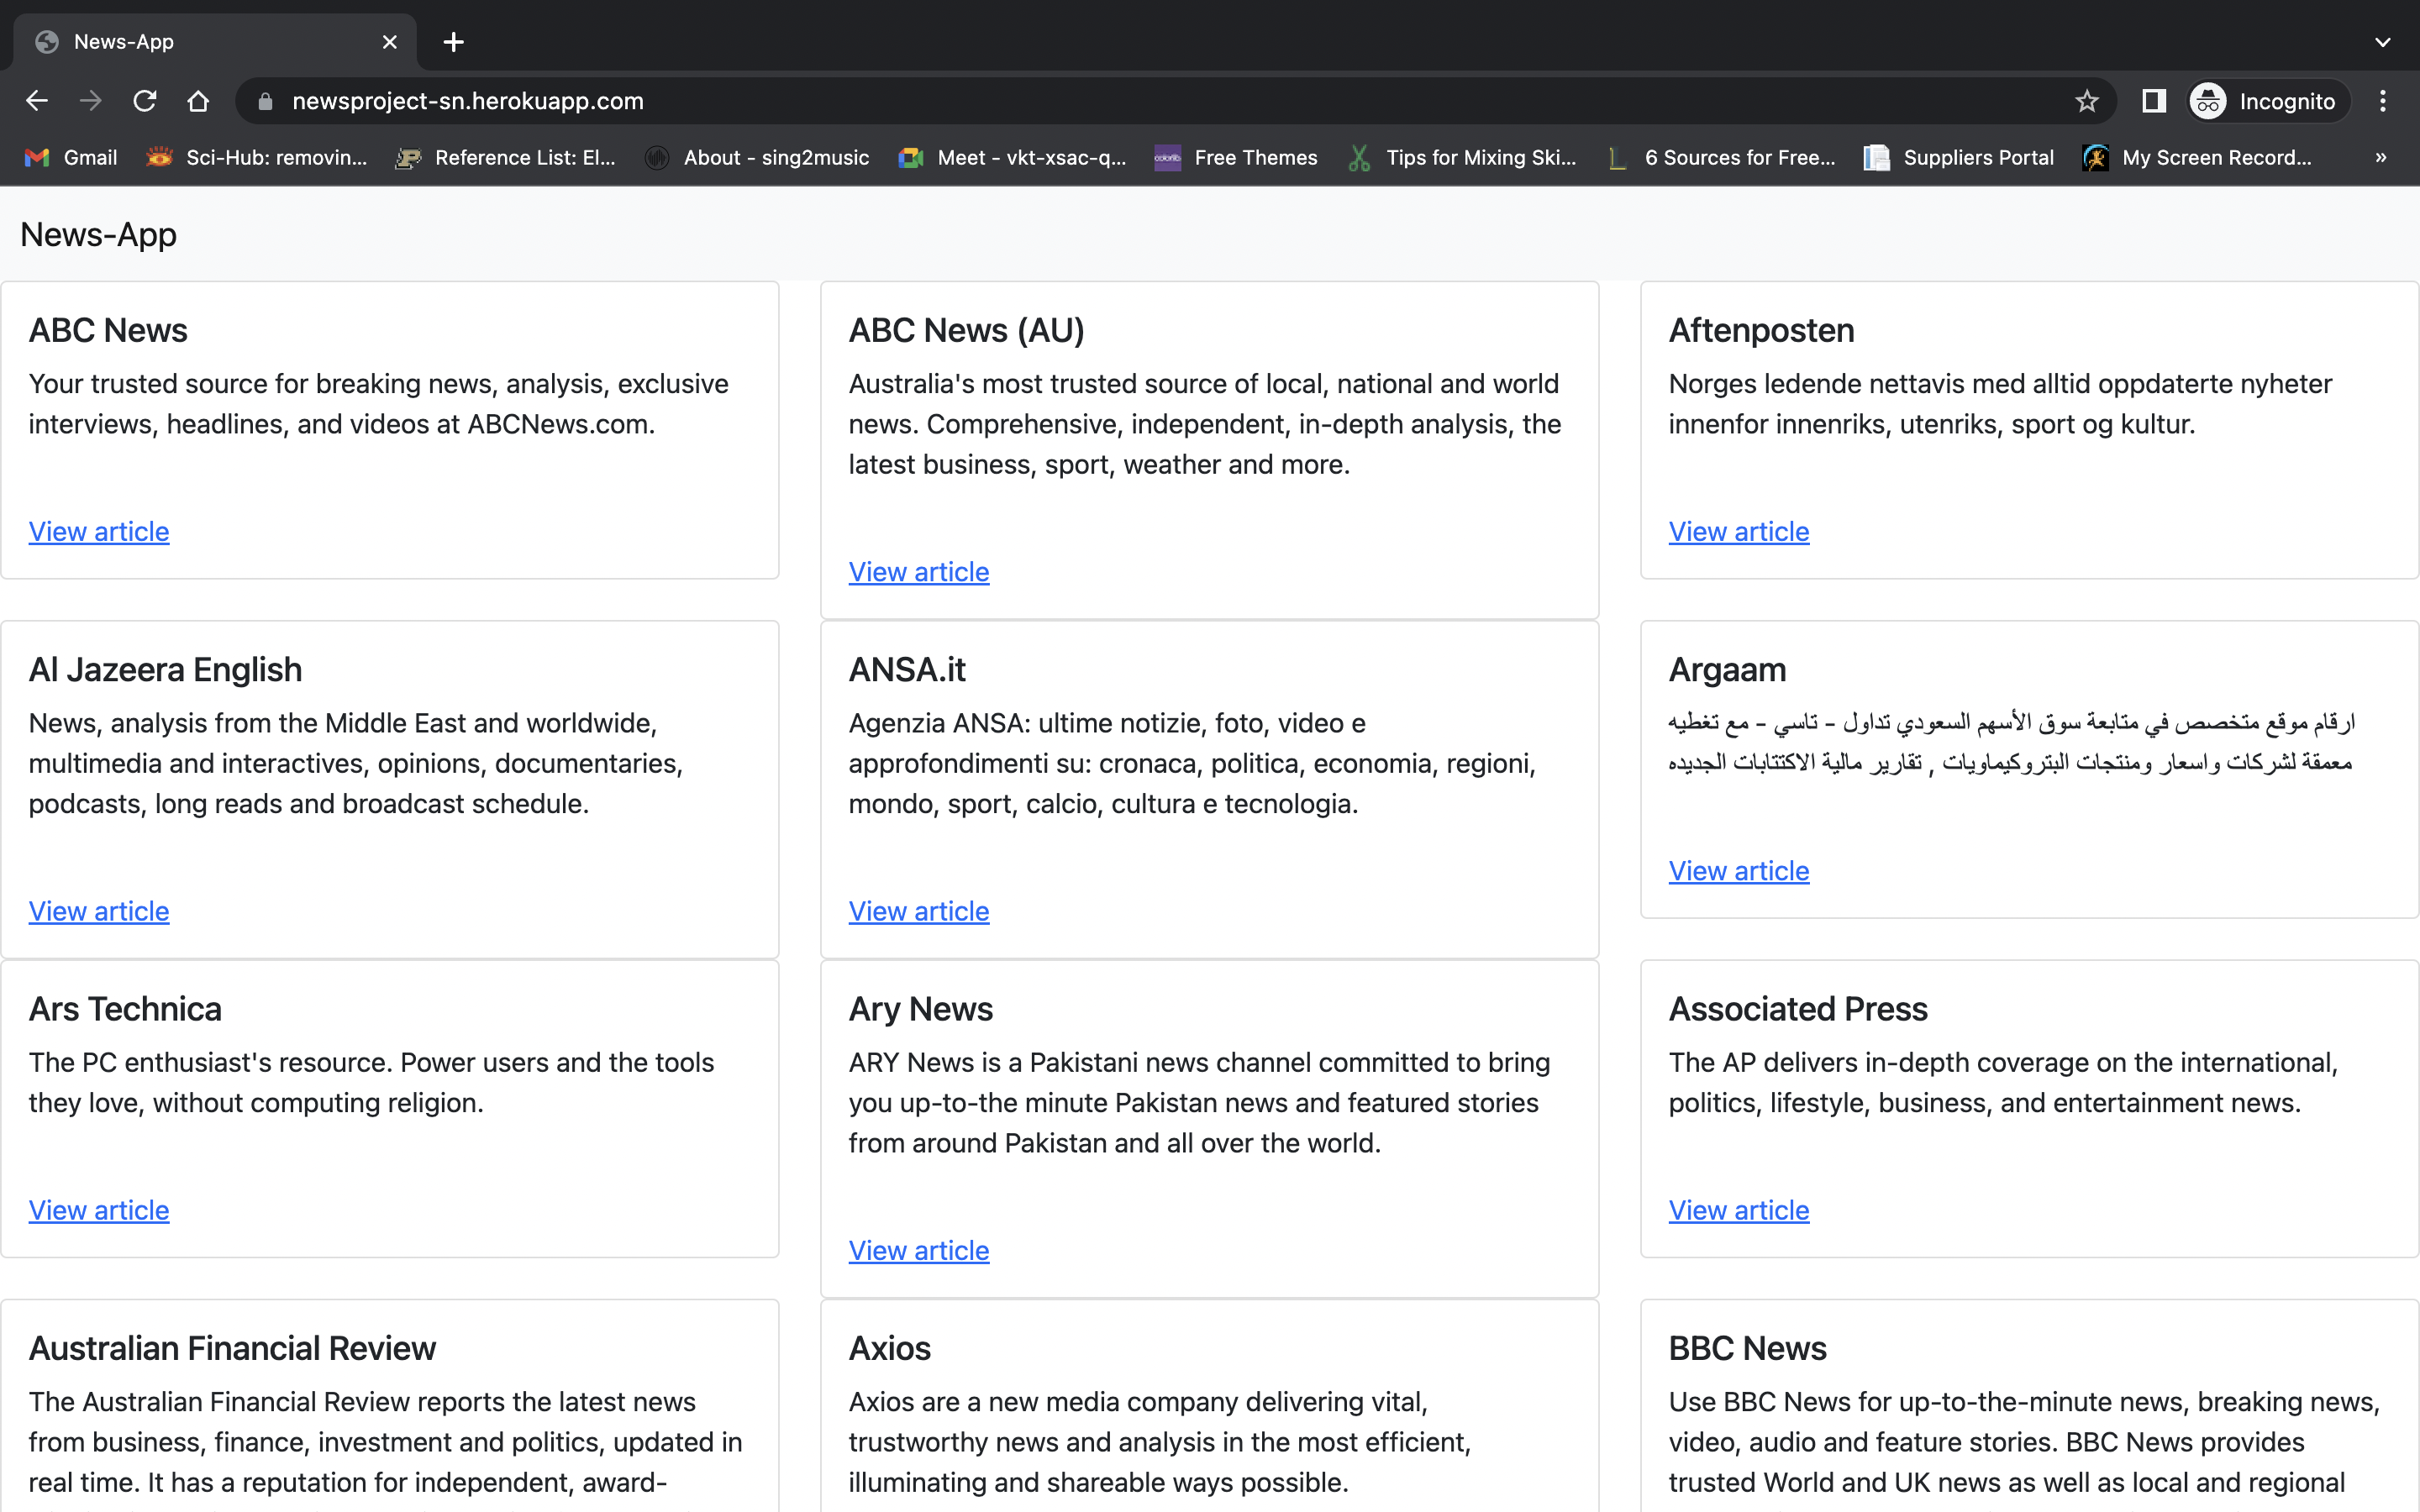 News-App
newsproject-sn.herokuapp.com
Incognito
Gmail
Sci-Hub: removin...
Reference List: El...
About - sing2music
Meet - vkt-xsac-q...
Free Themes
Tips for Mixing Ski...
6 Sources for Free...
Suppliers Portal
My Screen Record...
»
News-App
ABC News
Your trusted source for breaking news, analysis, exclusive
interviews, headlines, and videos at ABCNews.com.
View article
ABC News (AU)
Australia's most trusted source of local, national and world
news. Comprehensive, independent, in-depth analysis, the
latest business, sport, weather and more.
View article
Aftenposten
Norges ledende nettavis med alltid oppdaterte nyheter
innenfor innenriks, utenriks, sport og kultur.
View article
Al Jazeera English
News, analysis from the Middle East and worldwide,
multimedia and interactives, opinions, documentaries,
podcasts, long reads and broadcast schedule.
View article
ANSA.it
Agenzia ANSA: ultime notizie, foto, video e
approfondimenti su: cronaca, politica, economia, regioni,
mondo, sport, calcio, cultura e tecnologia.
View article
Argaam
ارقام موقع متخصص في متابعة سوق الأسهم السعودي تداول - تاسي - مع تغطيه
معمقة لشركات واسعار ومنتجات البتروكيماويات , تقارير مالية الاكتتابات الجديده
View article
Ars Technica
The PC enthusiast's resource. Power users and the tools
they love, without computing religion.
View article
Ary News
ARY News is a Pakistani news channel committed to bring
you up-to-the minute Pakistan news and featured stories
from around Pakistan and all over the world.
View article
Associated Press
The AP delivers in-depth coverage on the international,
politics, lifestyle, business, and entertainment news.
View article
Australian Financial Review
The Australian Financial Review reports the latest news
from business, finance, investment and politics, updated in
real time. It has a reputation for independent, award-
Axios
Axios are a new media company delivering vital,
trustworthy news and analysis in the most efficient,
illuminating and shareable ways possible.
BBC News
Use BBC News for up-to-the-minute news, breaking news,
video, audio and feature stories. BBC News provides
trusted World and UK news as well as local and regional